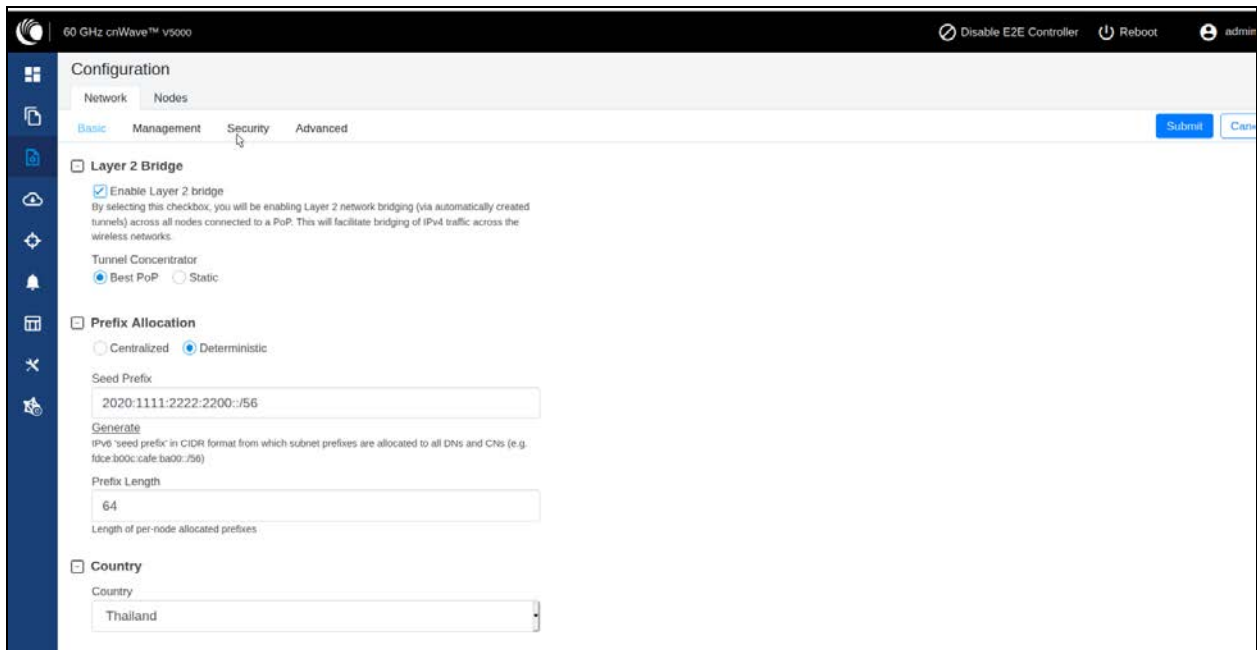 60 GHz cnWave™ V5000
Disable E2E Controller
Reboot
admin
Configuration
Network Nodes
Basic Management Security Advanced
Submit
Layer 2 Bridge
Enable Layer 2 bridge
By selecting this checkbox, you will be enabling Layer 2 network bridging (via automatically created
tunnels) across all nodes connected to a PoP. This will facilitate bridging of IPv4 traffic across the
wireless networks.
Tunnel Concentrator
Best PoP Static
Prefix Allocation
Centralized Deterministic
Seed Prefix
2020:1111:2222:2200::/56
Generate
IPv6 'seed prefix' in CIDR format from which subnet prefixes are allocated to all DNs and CNs (e.g.
fdce:b00c:cafe:ba00::/56)
Prefix Length
64
Length of per-node allocated prefixes
Country
Country
Thailand